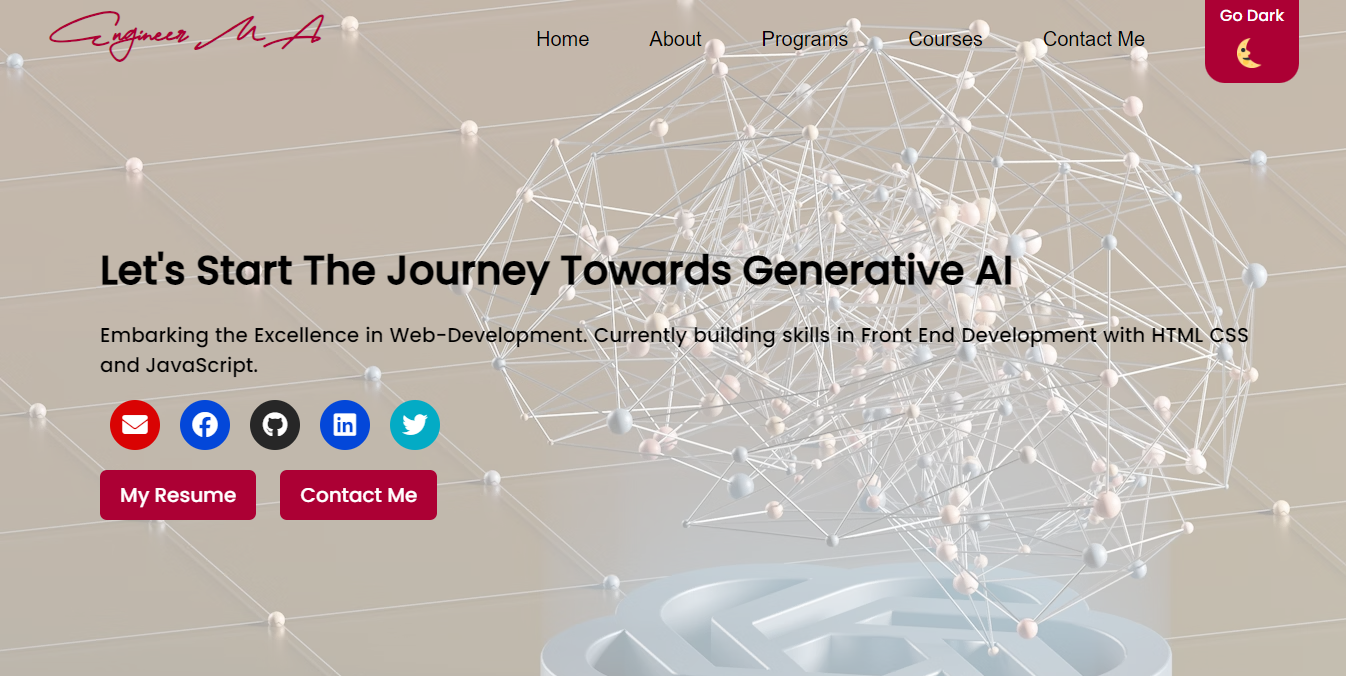 Engineer M A
Home
About
Programs
Courses
Contact Me
Go Dark
Let's Start The Journey Towards Generative AI
Embarking the Excellence in Web-Development. Currently building skills in Front End Development with HTML CSS
and JavaScript.
in
My Resume
Contact Me